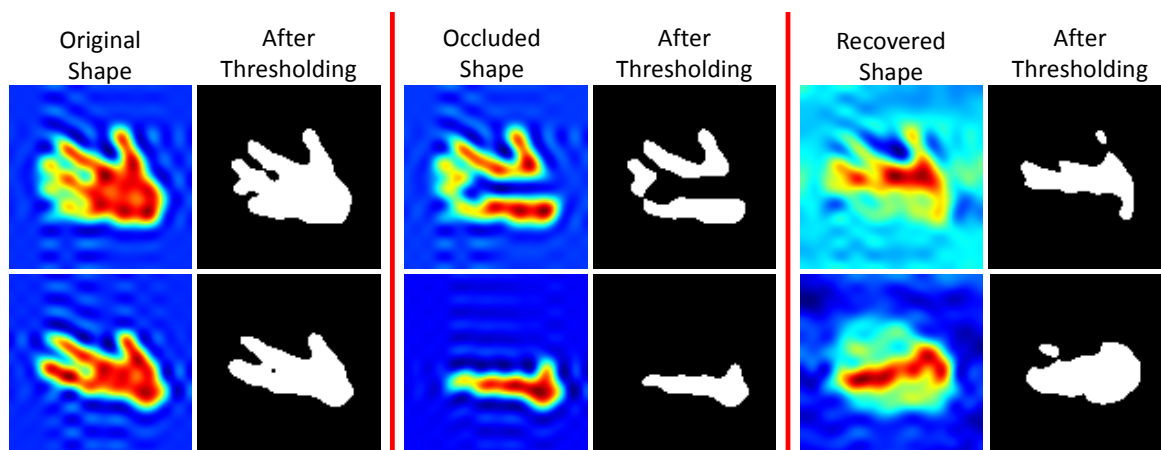 Original
Shape
After
Thresholding
Occluded
Shape
After
Thresholding
Recovered
Shape
After
Thresholding